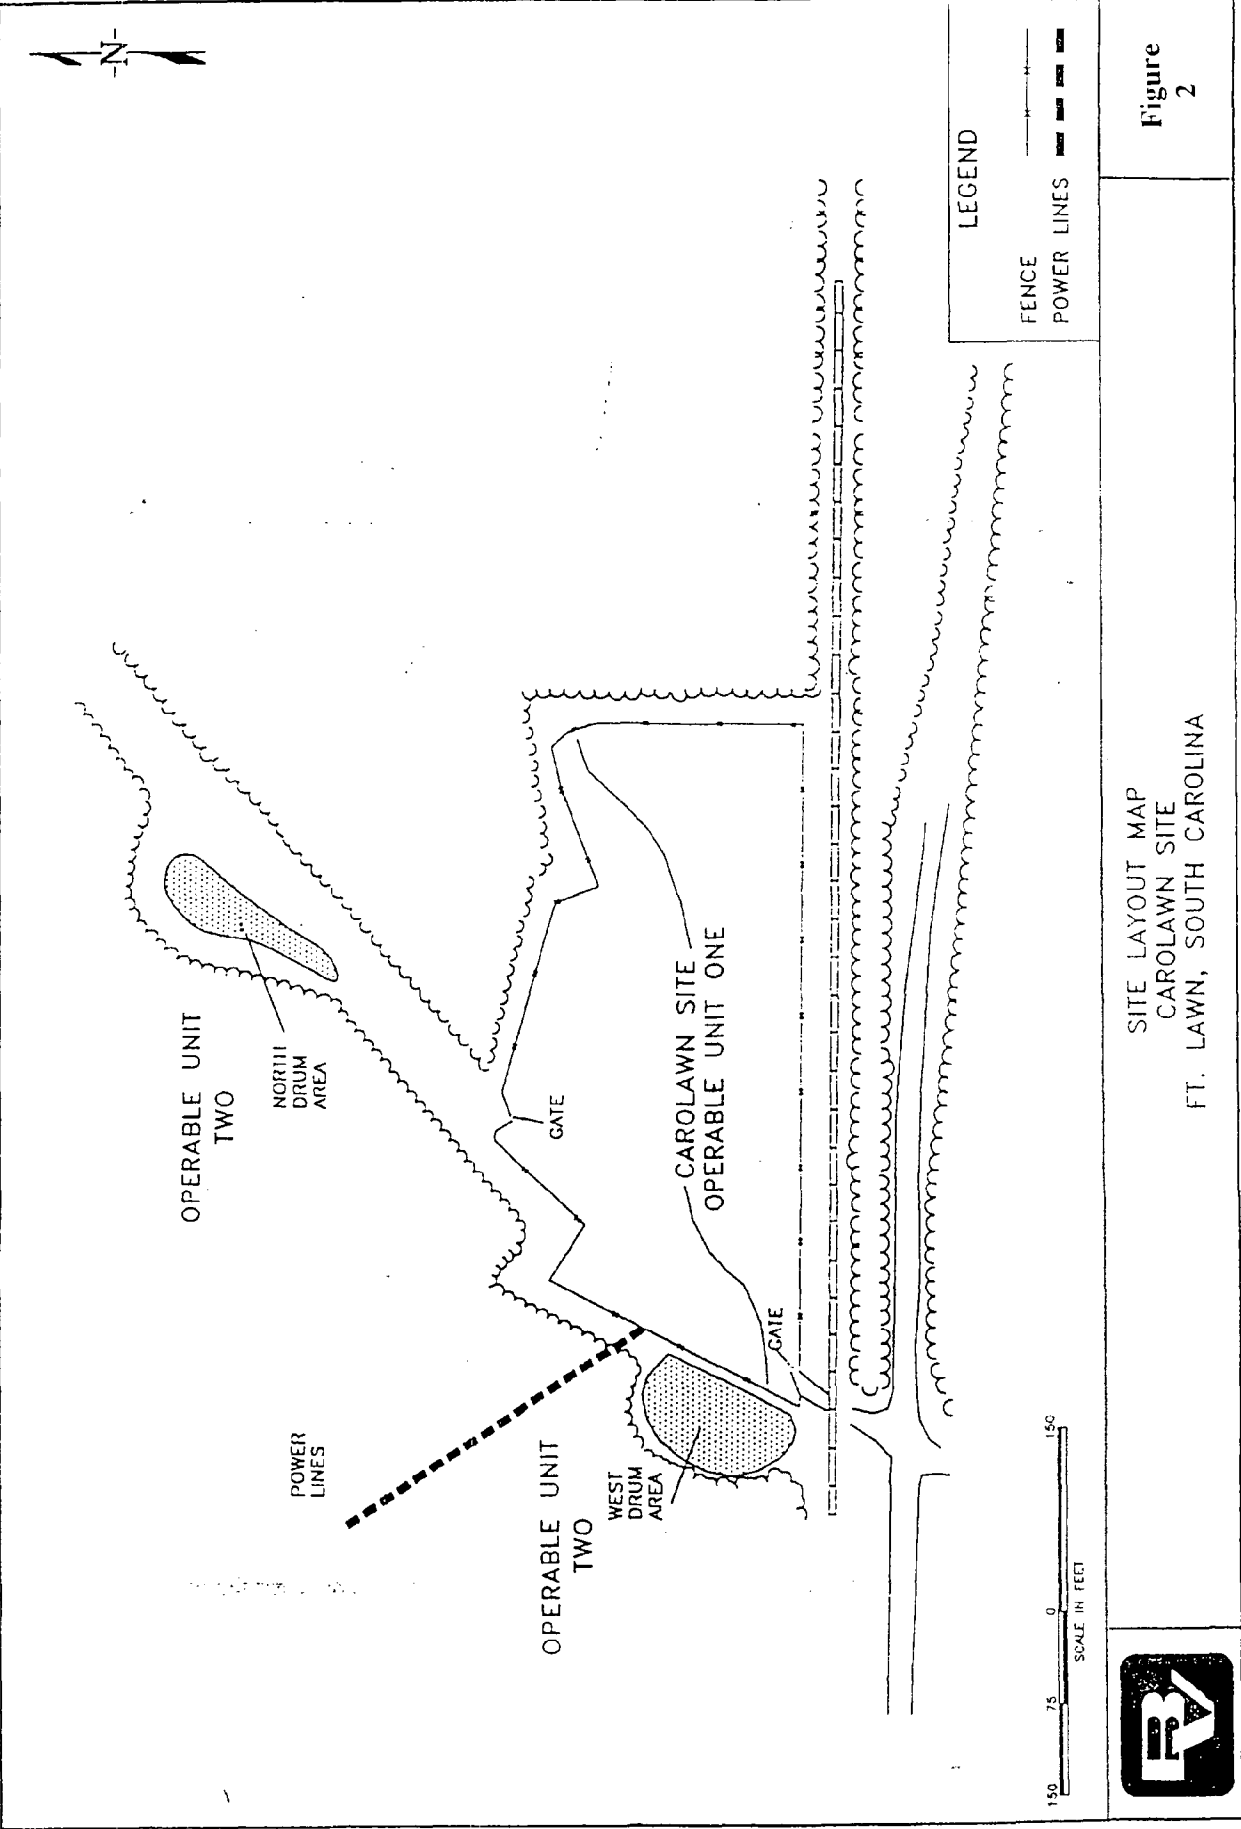 -N-
OPERABLE UNIT
TWO
NORTH
DRUM
AREA
POWER
LINES
GATE
OPERABLE UNIT
TWO
WEST
DRUM
AREA
CAROLAWN SITE
OPERABLE UNIT ONE
GATE
LEGEND
FENCE
POWER LINES
150
75
0
150
SCALE IN FEET
RV
SITE LAYOUT MAP
CAROLAWN SITE
FT. LAWN, SOUTH CAROLINA
Figure
2